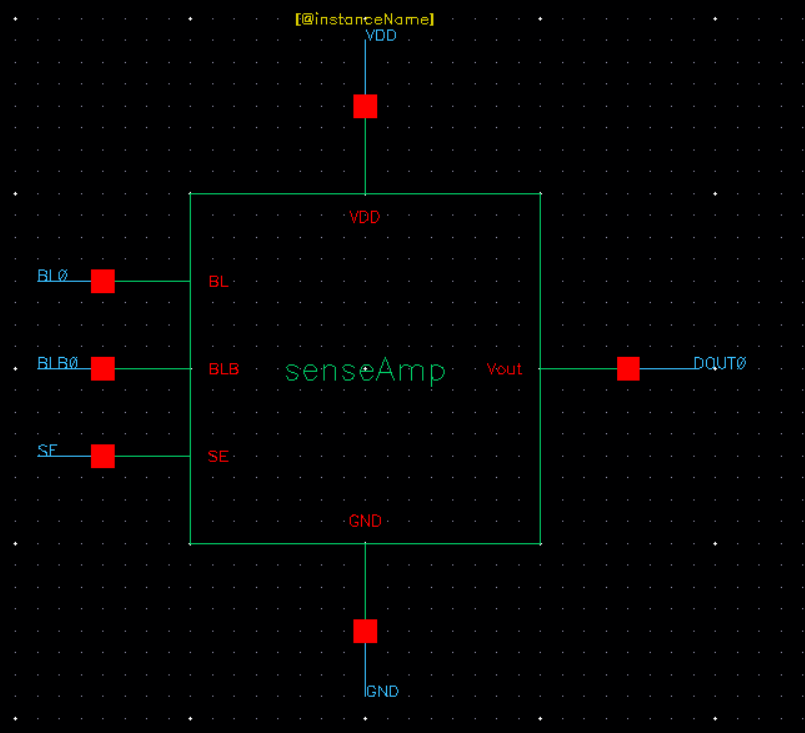 [@instanceName]
VDD
VDD
BL0 BL
BLB0 BLB senseAmp Vout DOUT0
SE SE
GND
GND